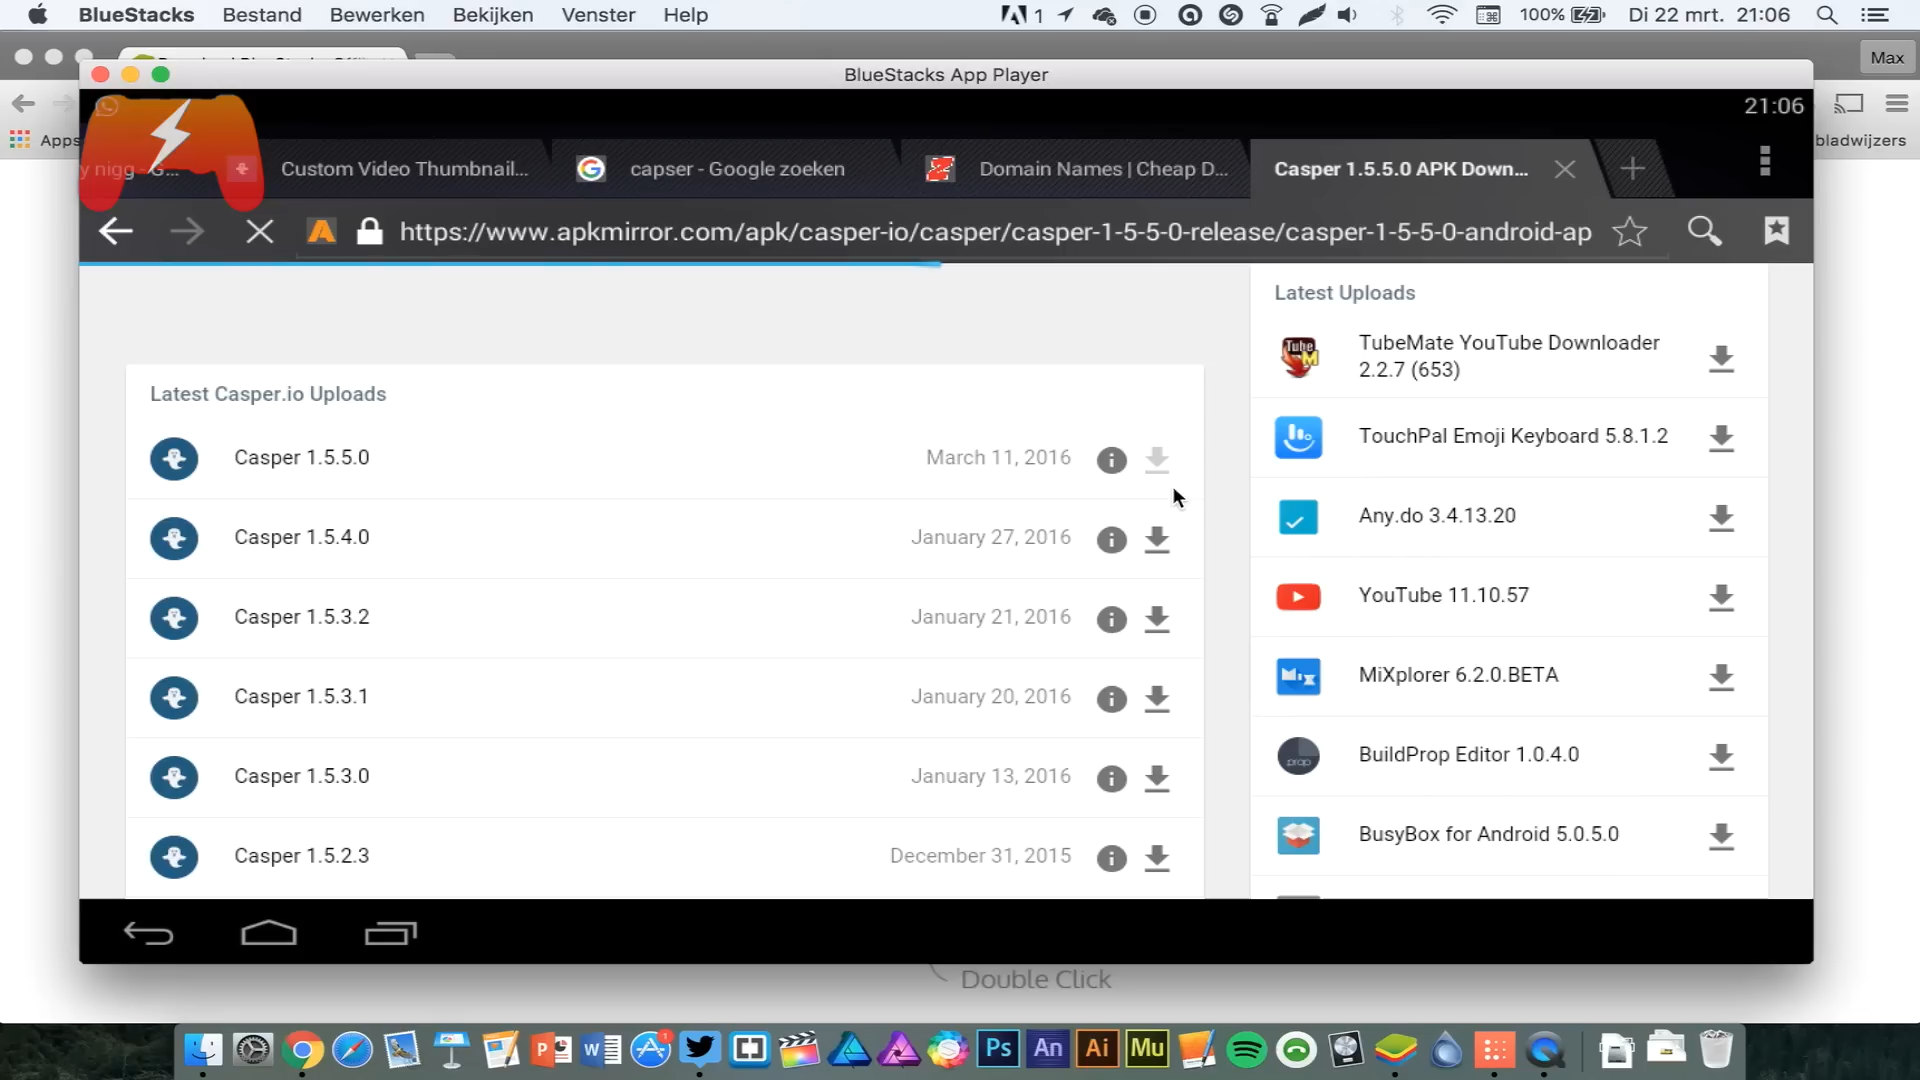 BlueStacks Bestand Bewerken Bekijken Venster Help 1 100% Di 22 mrt. 21:06
Max
BlueStacks App Player
21:06
Apps
bladwijzers
Custom Video Thumbnail...
capser - Google zoeken
Domain Names | Cheap D...
Casper 1.5.5.0 APK Down...
https://www.apkmirror.com/apk/casper-io/casper/casper-1-5-5-0-release/casper-1-5-5-0-android-ap
Latest Casper.io Uploads
Casper 1.5.5.0 March 11, 2016
Casper 1.5.4.0 January 27, 2016
Casper 1.5.3.2 January 21, 2016
Casper 1.5.3.1 January 20, 2016
Casper 1.5.3.0 January 13, 2016
Casper 1.5.2.3 December 31, 2015
Latest Uploads
TubeMate YouTube Downloader
2.2.7 (653)
TouchPal Emoji Keyboard 5.8.1.2
Any.do 3.4.13.20
YouTube 11.10.57
MiXplorer 6.2.0.BETA
BuildProp Editor 1.0.4.0
BusyBox for Android 5.0.5.0
Double Click
Ps An Ai Mu